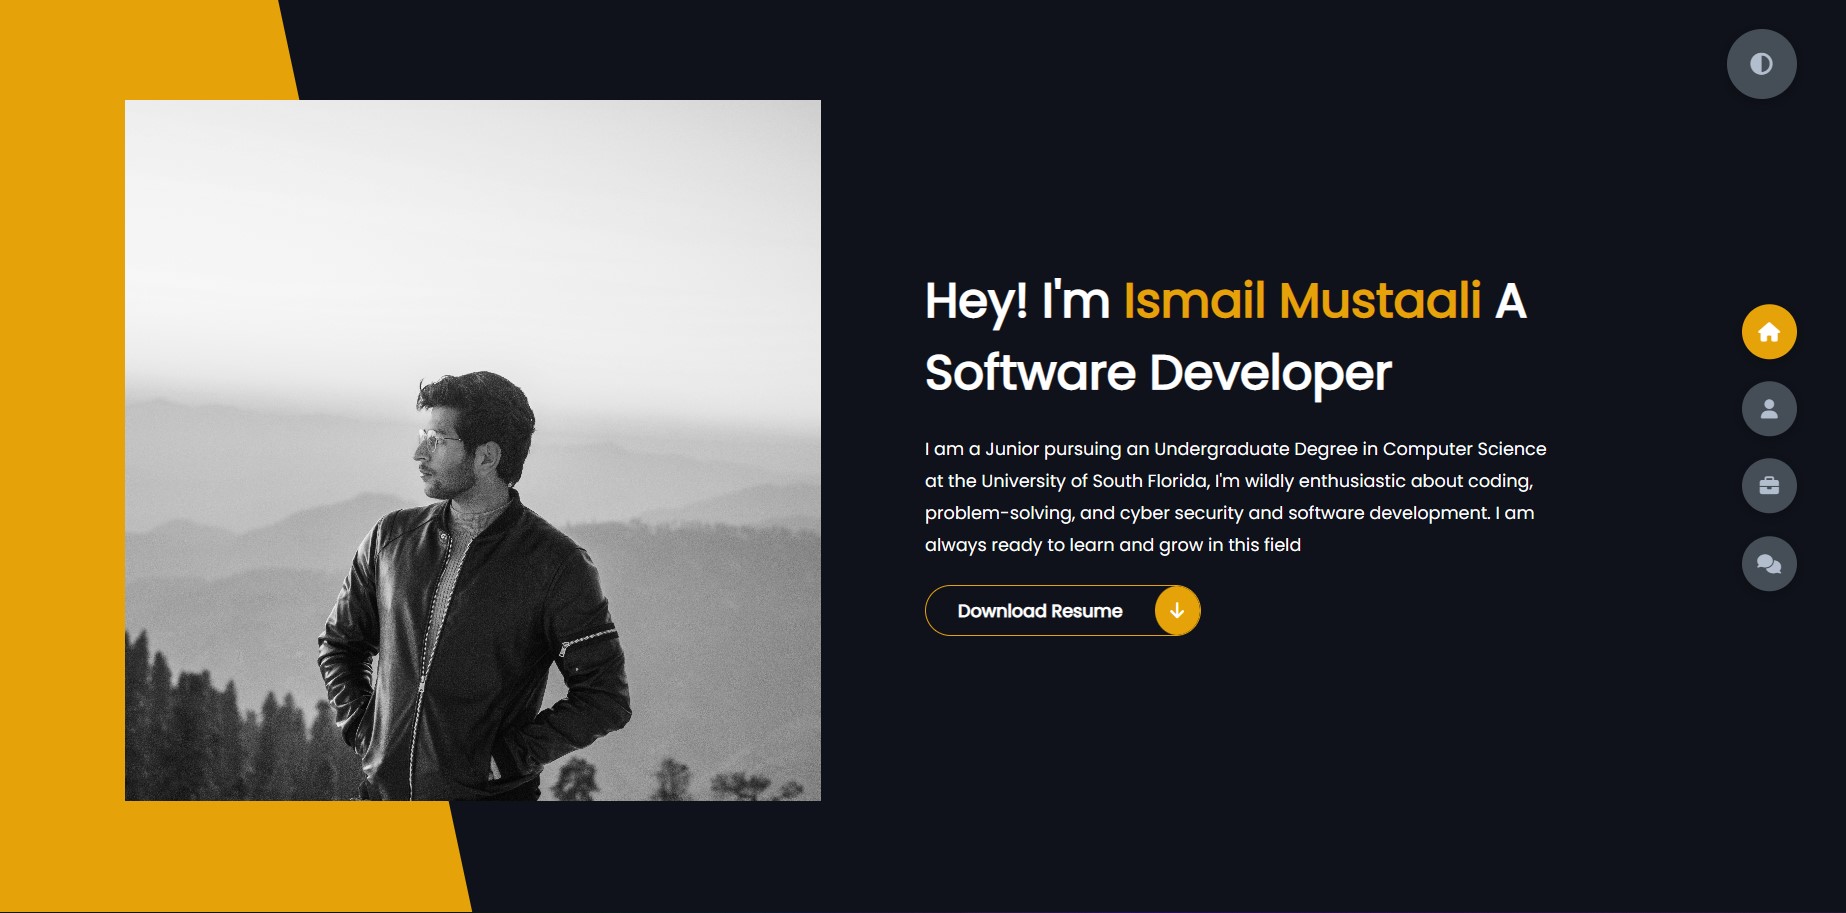 Hey! I'm Ismail Mustaali A
Software Developer
I am a Junior pursuing an Undergraduate Degree in Computer Science
at the University of South Florida, I'm wildly enthusiastic about coding,
problem-solving, and cyber security and software development. I am
always ready to learn and grow in this field
Download Resume